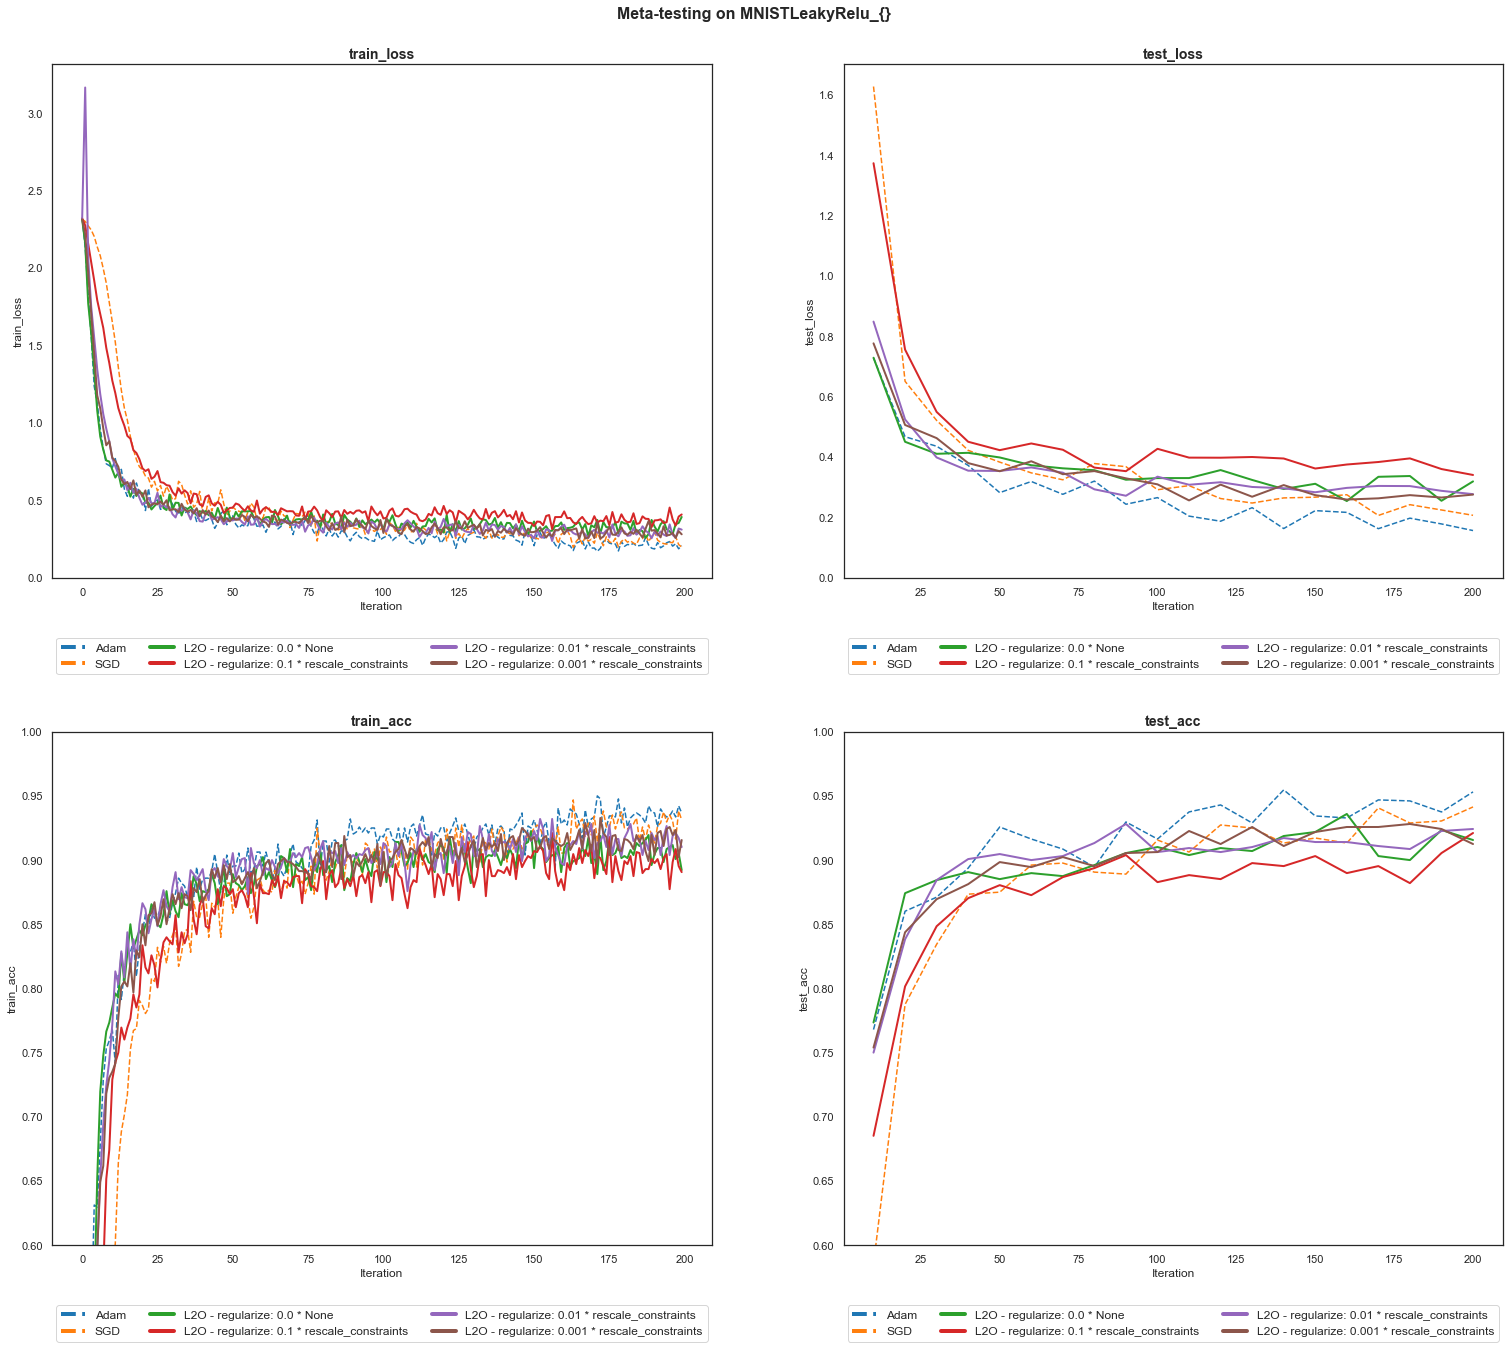 Meta-testing on MNISTLeakyRelu_{}
train_loss
3.0
2.5
2.0
1.5
1.0
0.5
0.0
train_loss
0 25 50 75 100 125 150 175 200
Iteration
Adam L2O - regularize: 0.0 * None L2O - regularize: 0.01 * rescale_constraints
SGD L2O - regularize: 0.1 * rescale_constraints L2O - regularize: 0.001 * rescale_constraints
test_loss
1.6
1.4
1.2
1.0
0.8
0.6
0.4
0.2
0.0
test_loss
25 50 75 100 125 150 175 200
Iteration
Adam L2O - regularize: 0.0 * None L2O - regularize: 0.01 * rescale_constraints
SGD L2O - regularize: 0.1 * rescale_constraints L2O - regularize: 0.001 * rescale_constraints
train_acc
1.00
0.95
0.90
0.85
0.80
0.75
0.70
0.65
0.60
train_acc
0 25 50 75 100 125 150 175 200
Iteration
Adam L2O - regularize: 0.0 * None L2O - regularize: 0.01 * rescale_constraints
SGD L2O - regularize: 0.1 * rescale_constraints L2O - regularize: 0.001 * rescale_constraints
test_acc
1.00
0.95
0.90
0.85
0.80
0.75
0.70
0.65
0.60
test_acc
25 50 75 100 125 150 175 200
Iteration
Adam L2O - regularize: 0.0 * None L2O - regularize: 0.01 * rescale_constraints
SGD L2O - regularize: 0.1 * rescale_constraints L2O - regularize: 0.001 * rescale_constraints